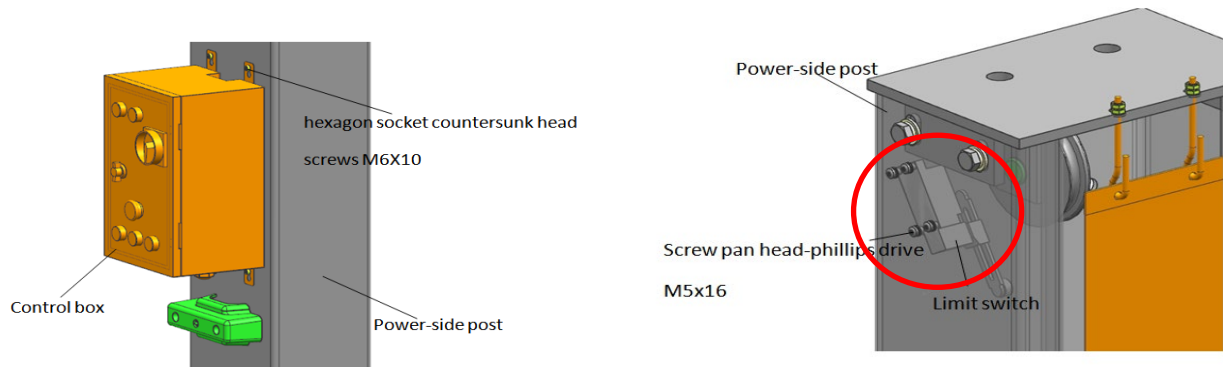 hexagon socket countersunk head
screws M6X10
Control box
Power-side post
Power-side post
Screw pan head-phillips drive
M5x16
Limit switch